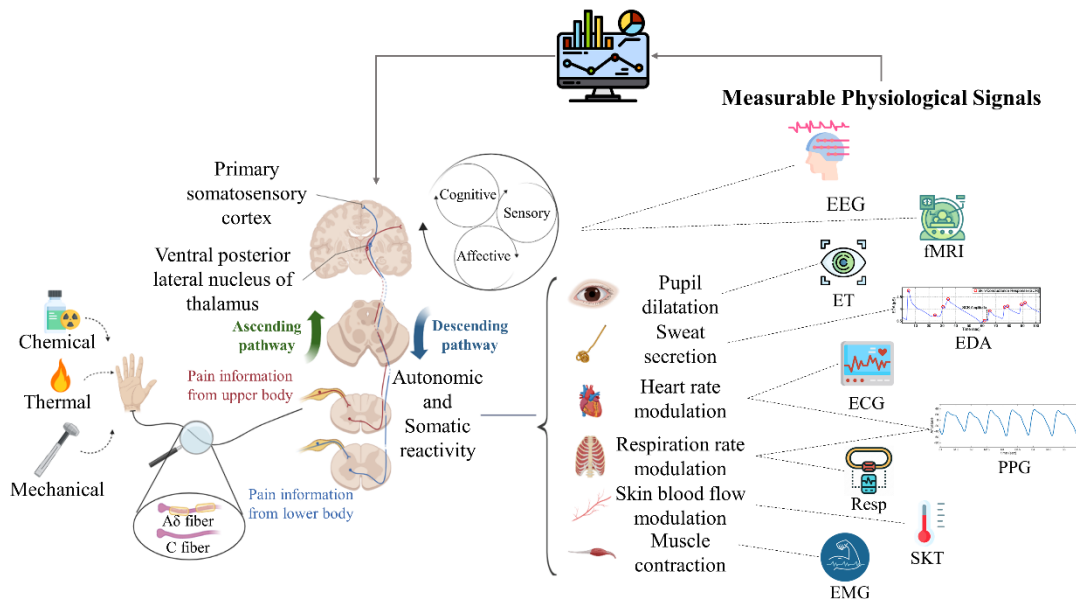 Measurable Physiological Signals
EEG
fMRI
Primary
somatosensory
cortex
Cognitive
Sensory
Affective
Ventral posterior
lateral nucleus of
thalamus
Ascending
pathway
Descending
pathway
Chemical
Thermal
Mechanical
Pain information
from upper body
Pain information
from lower body
Aδ fiber
C fiber
Autonomic
and
Somatic
reactivity
Pupil
dilatation
Sweat
secretion
Heart rate
modulation
Respiration rate
modulation
Skin blood flow
modulation
Muscle
contraction
ET
EDA
ECG
PPG
Resp
SKT
EMG